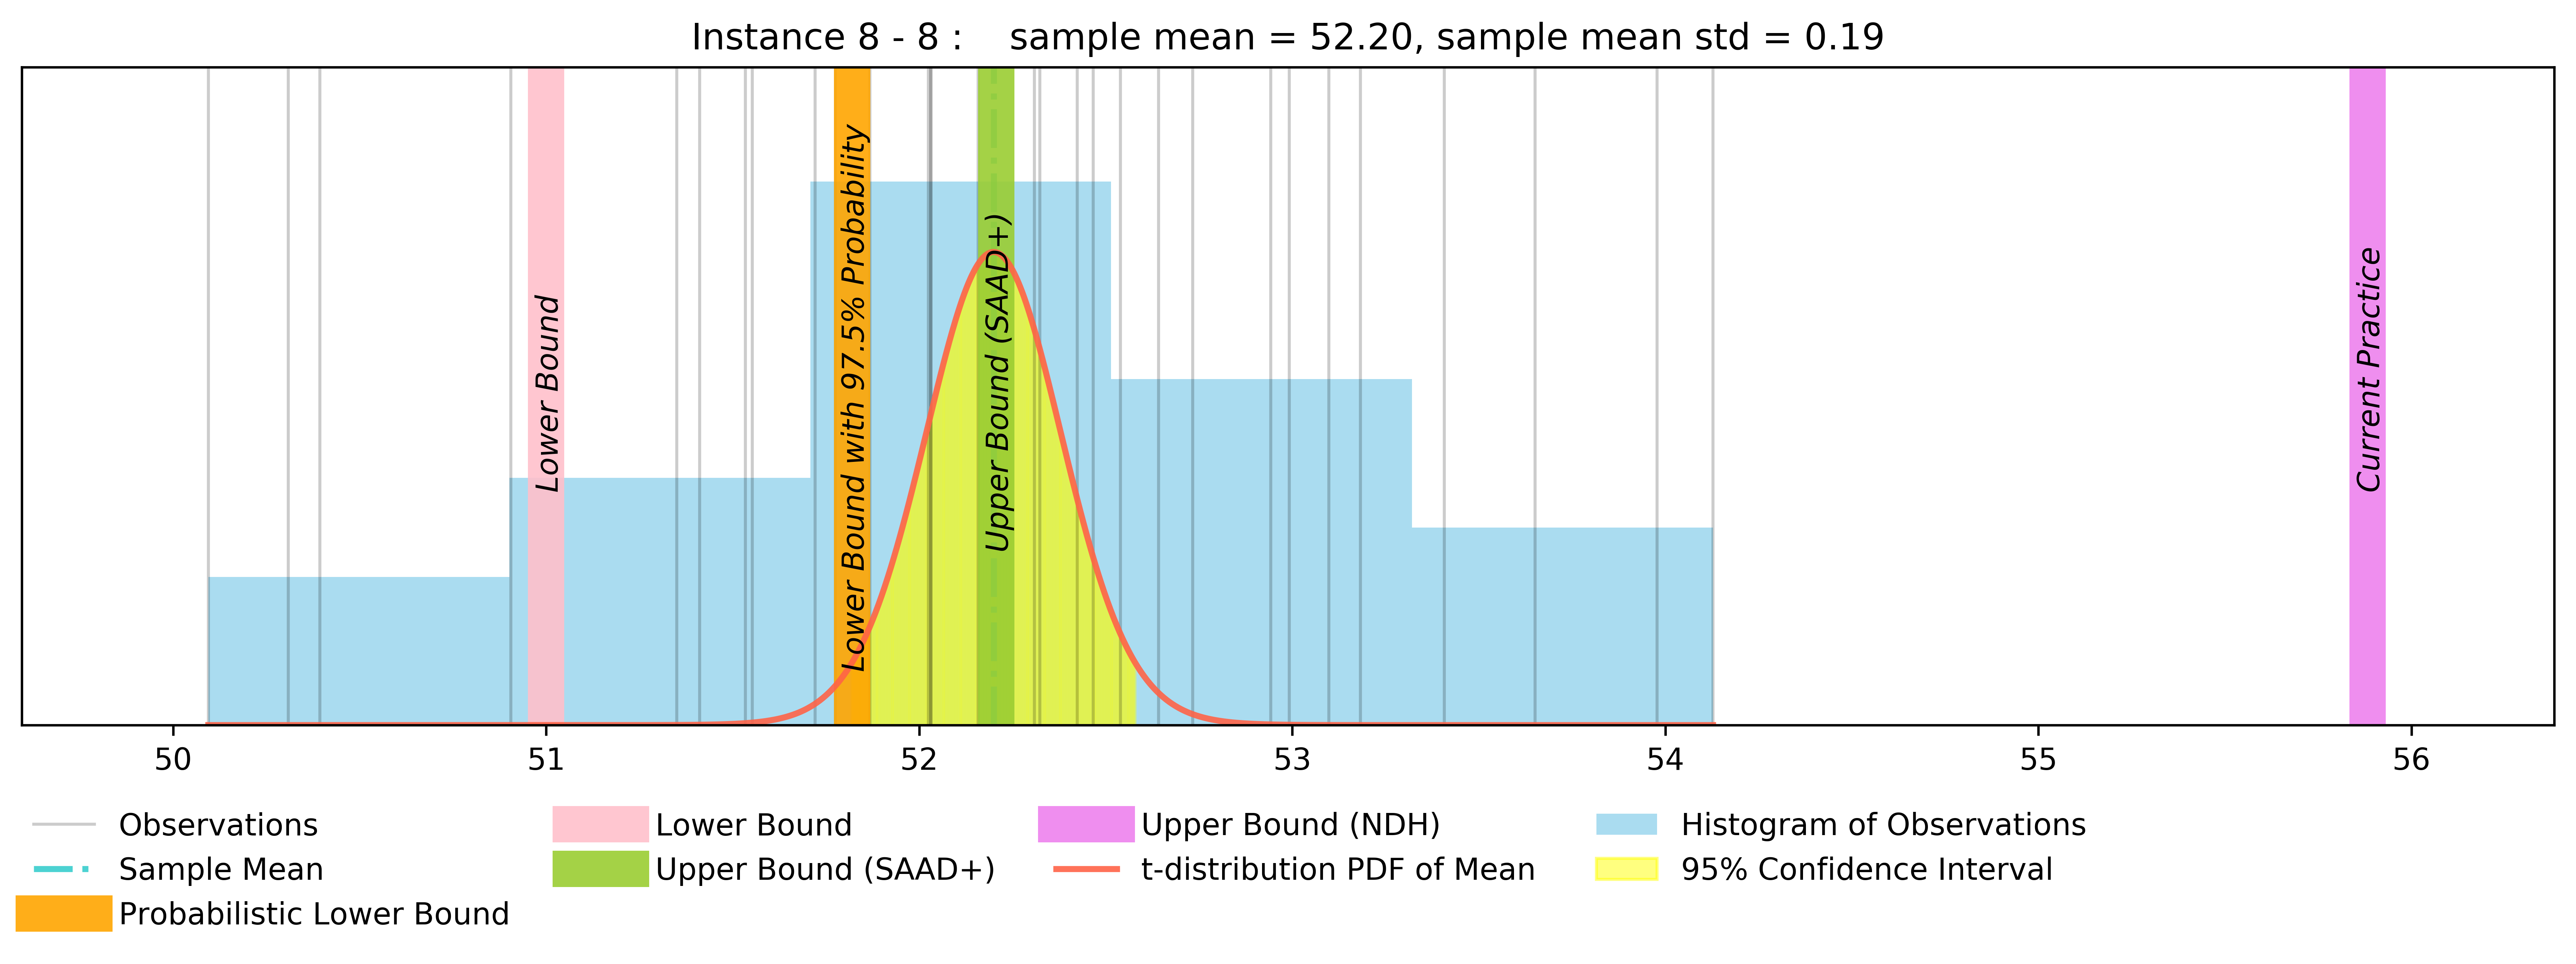 Instance 8 - 8 :    sample mean = 52.20, sample mean std = 0.19
Lower Bound
Lower Bound with 97.5% Probability
Upper Bound (SAAD+)
Current Practice
50 51 52 53 54 55 56
Observations
Sample Mean
Probabilistic Lower Bound
Lower Bound
Upper Bound (SAAD+)
Upper Bound (NDH)
t-distribution PDF of Mean
Histogram of Observations
95% Confidence Interval